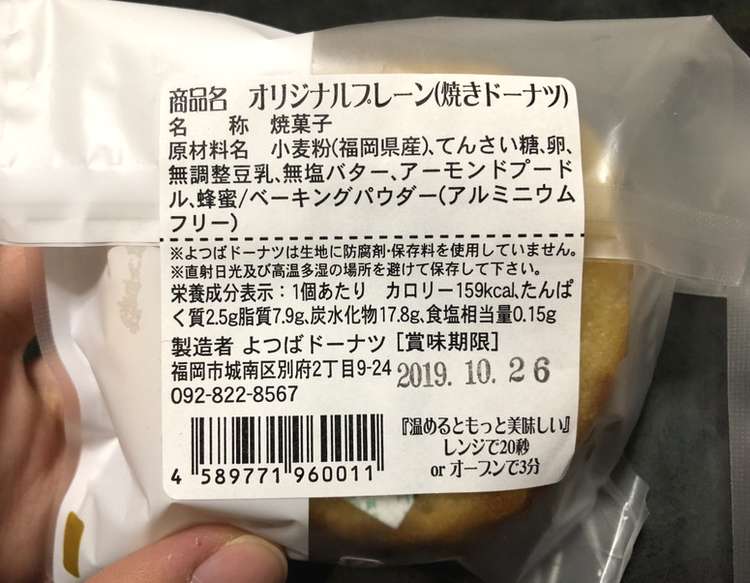 商品名 オリジナルプレーン(焼きドーナツ)
名 称 焼菓子
原材料名 小麦粉(福岡県産)、てんさい糖、卵、
無調整豆乳、無塩バター、アーモンドプード
ル、蜂蜜/ベーキングパウダー(アルミニウム
フリー)
※よつばドーナツは生地に防腐剤・保存料を使用していません。
※直射日光及び高温多湿の場所を避けて保存して下さい。
栄養成分表示:1個あたり カロリー159kcal、たんぱ
く質2.5g脂質7.9g、炭水化物17.8g、食塩相当量0.15g
製造者 よつばドーナツ [賞味期限]
福岡市城南区別府2丁目9-24 2019.10.26
092-822-8567
『温めるともっと美味しい』
レンジで20秒
or オーブンで3分
4 589771 960011